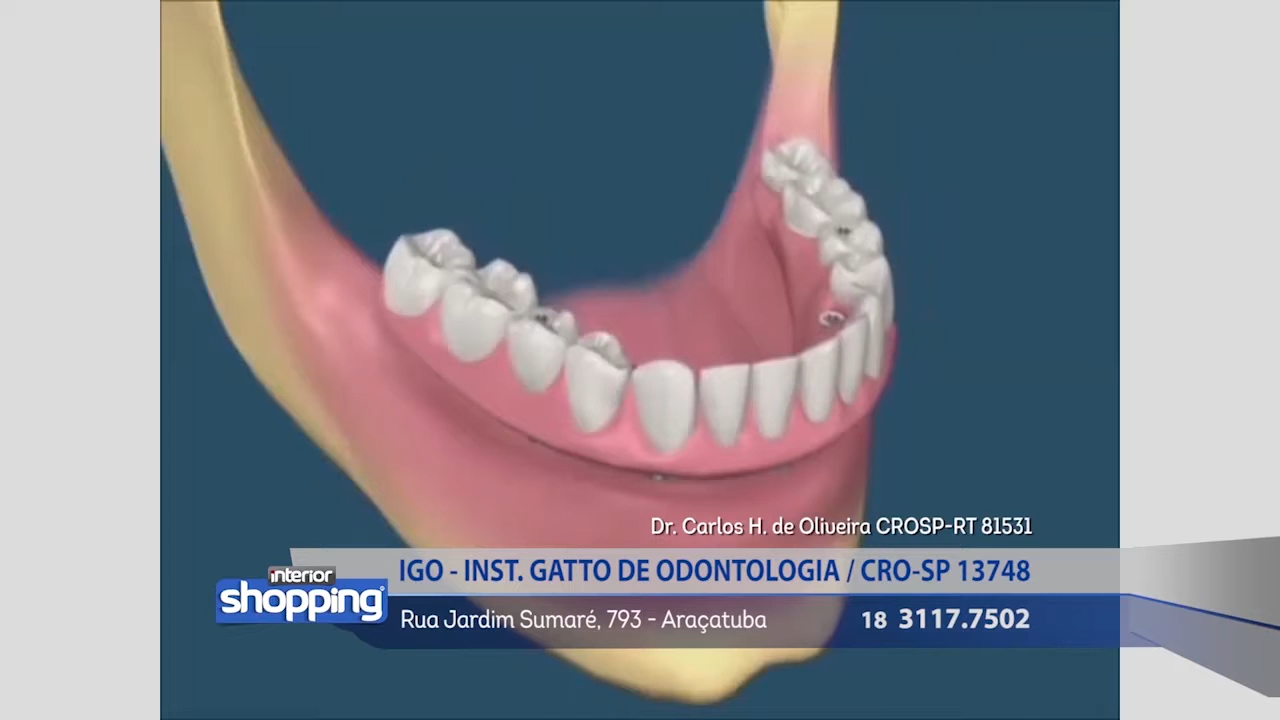 Dr. Carlos H. de Oliveira CROSP-RT 81531
IGO - INST. GATTO DE ODONTOLOGIA / CRO-SP 13748
interior
shopping
Rua Jardim Sumaré, 793 - Araçatuba 18 3117.7502